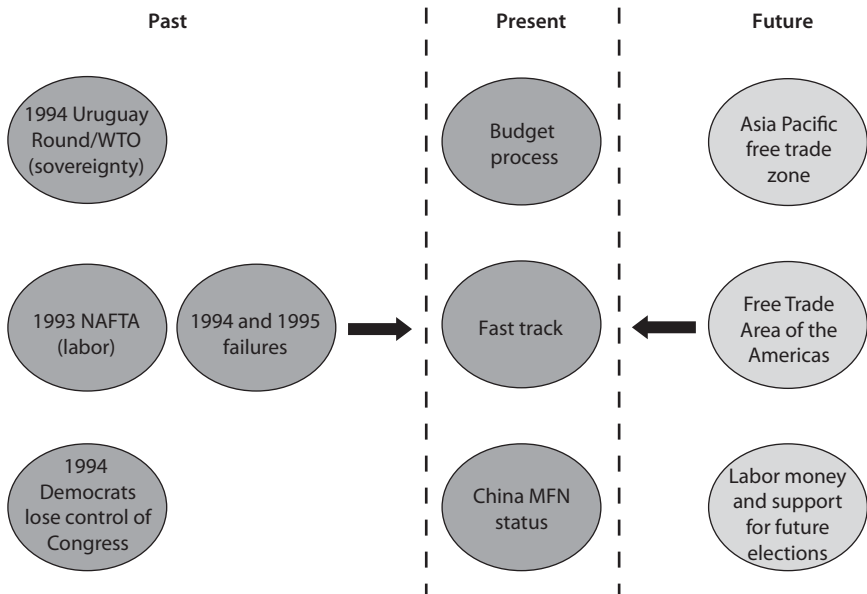 Past
Present
Future
1994 Uruguay
Round/WTO
(sovereignty)
Budget
process
Asia Pacific
free trade
zone
1993 NAFTA
(labor)
1994 and 1995
failures
Fast track
Free Trade
Area of the
Americas
1994
Democrats
lose control of
Congress
China MFN
status
Labor money
and support
for future
elections